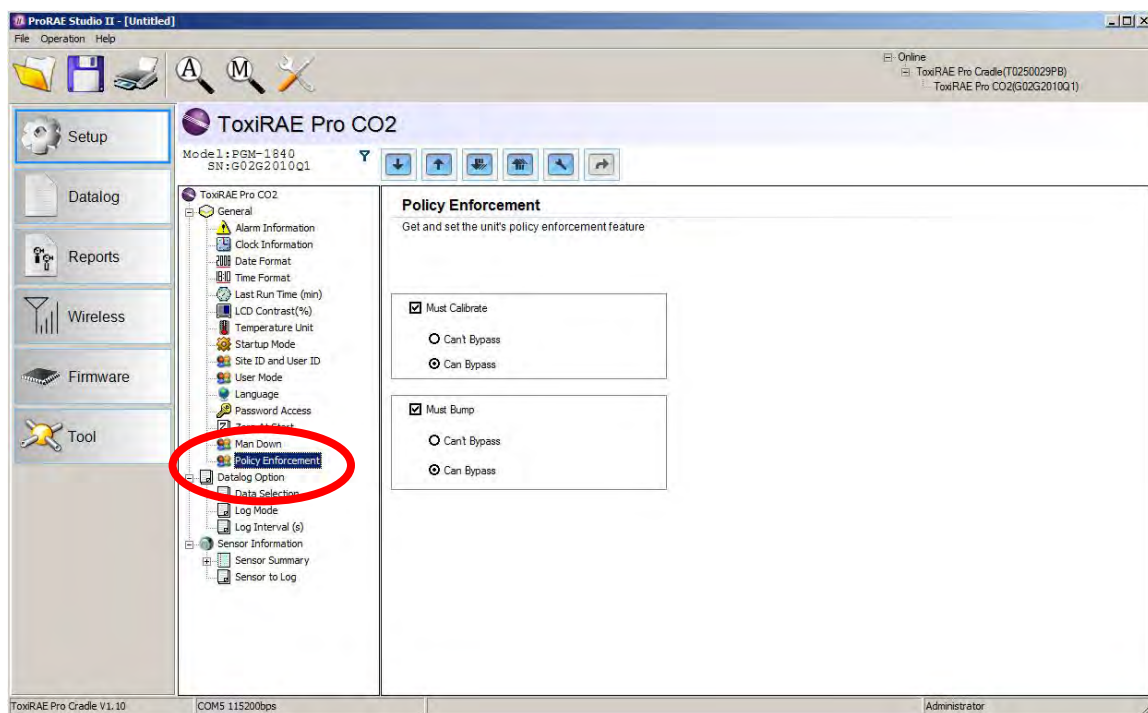 ProRAE Studio II - [Untitled]
File Operation Help
A M
Online
ToxiRAE Pro Cradle(T0250029PB)
ToxiRAE Pro CO2(G02G2010Q1)
Setup
Datalog
Reports
Wireless
Firmware
Tool
ToxiRAE Pro CO2
Model:PGM-1840
SN:G02G2010Q1
ToxiRAE Pro CO2
General
Alarm Information
Clock Information
Date Format
Time Format
Last Run Time (min)
LCD Contrast(%)
Temperature Unit
Startup Mode
Site ID and User ID
User Mode
Language
Password Access
Zero At Start
Man Down
Policy Enforcement
Datalog Option
Data Selection
Log Mode
Log Interval (s)
Sensor Information
Sensor Summary
Sensor to Log
Policy Enforcement
Get and set the unit's policy enforcement feature
Must Calibrate
Can't Bypass
Can Bypass
Must Bump
Can't Bypass
Can Bypass
ToxiRAE Pro Cradle V1.10
COM5 115200bps
Administrator